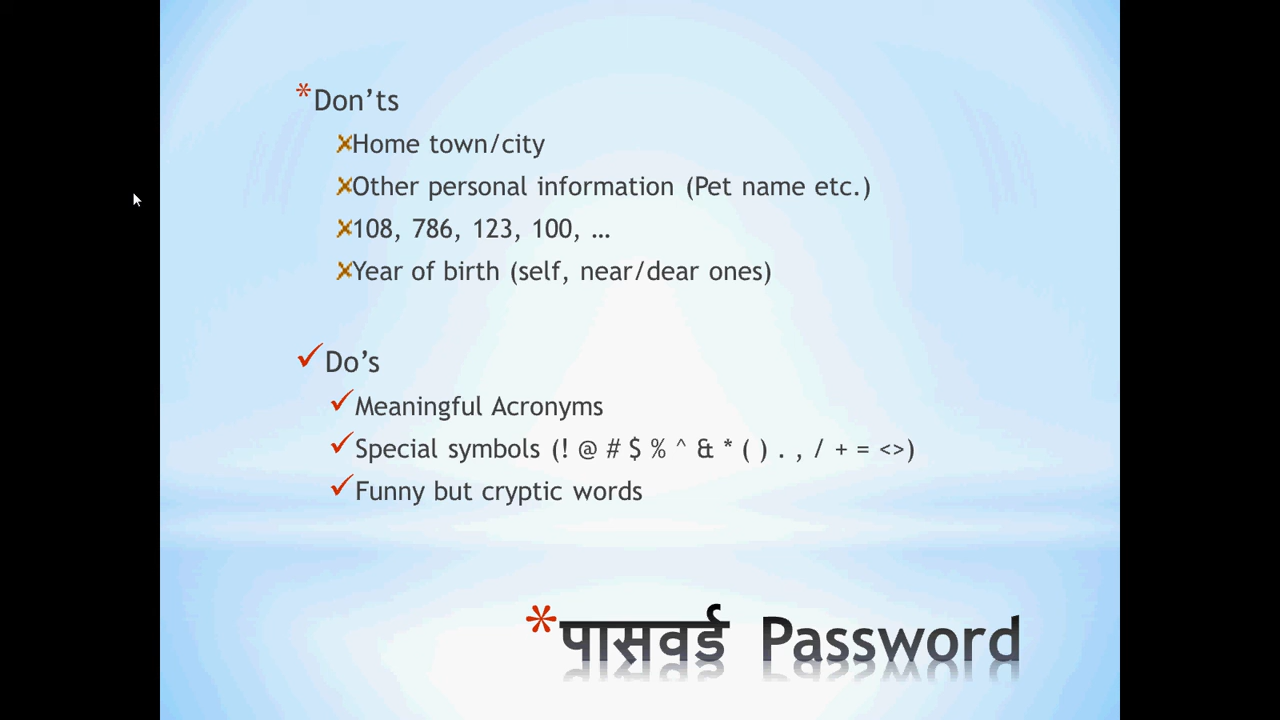 *Don’ts
Home town/city
Other personal information (Pet name etc.)
108, 786, 123, 100, …
Year of birth (self, near/dear ones)
✓Do’s
✓Meaningful Acronyms
✓Special symbols (! @ # $ % ^ & * ( ) . , / + = <>)
✓Funny but cryptic words
*पासवर्ड Password